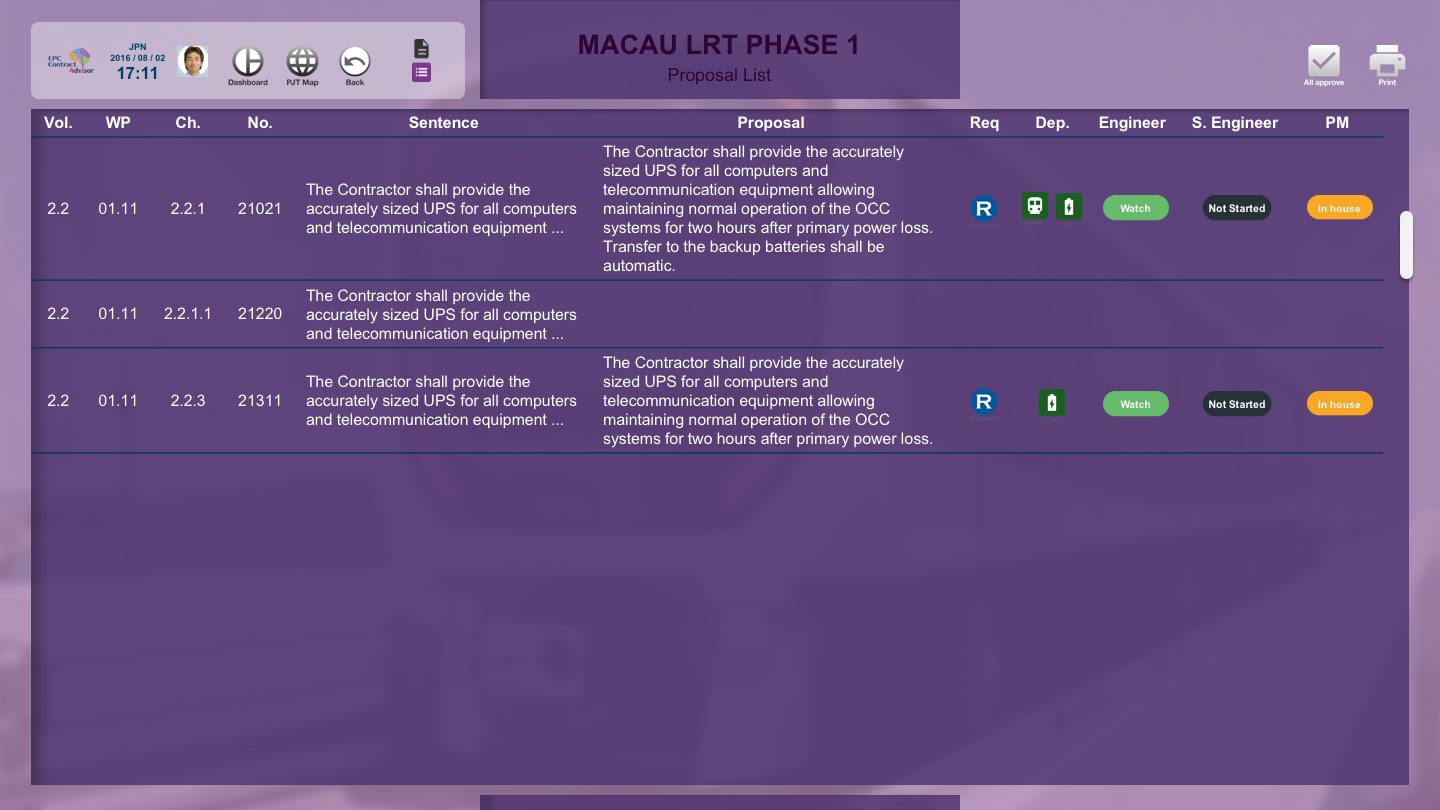 EPC
Contract
Advisor
JPN
2016 / 08 / 02
17:11
Dashboard
PJT Map
Back
MACAU LRT PHASE 1
Proposal List
All approve
Print
Vol. WP Ch. No. Sentence Proposal Req Dep. Engineer S. Engineer PM
2.2 01.11 2.2.1 21021
The Contractor shall provide the
accurately sized UPS for all computers
and telecommunication equipment ...
The Contractor shall provide the accurately
sized UPS for all computers and
telecommunication equipment allowing
maintaining normal operation of the OCC
systems for two hours after primary power loss.
Transfer to the backup batteries shall be
automatic.
R Watch Not Started In house
2.2 01.11 2.2.1.1 21220
The Contractor shall provide the
accurately sized UPS for all computers
and telecommunication equipment ...
2.2 01.11 2.2.3 21311
The Contractor shall provide the
accurately sized UPS for all computers
and telecommunication equipment ...
The Contractor shall provide the accurately
sized UPS for all computers and
telecommunication equipment allowing
maintaining normal operation of the OCC
systems for two hours after primary power loss.
R Watch Not Started In house